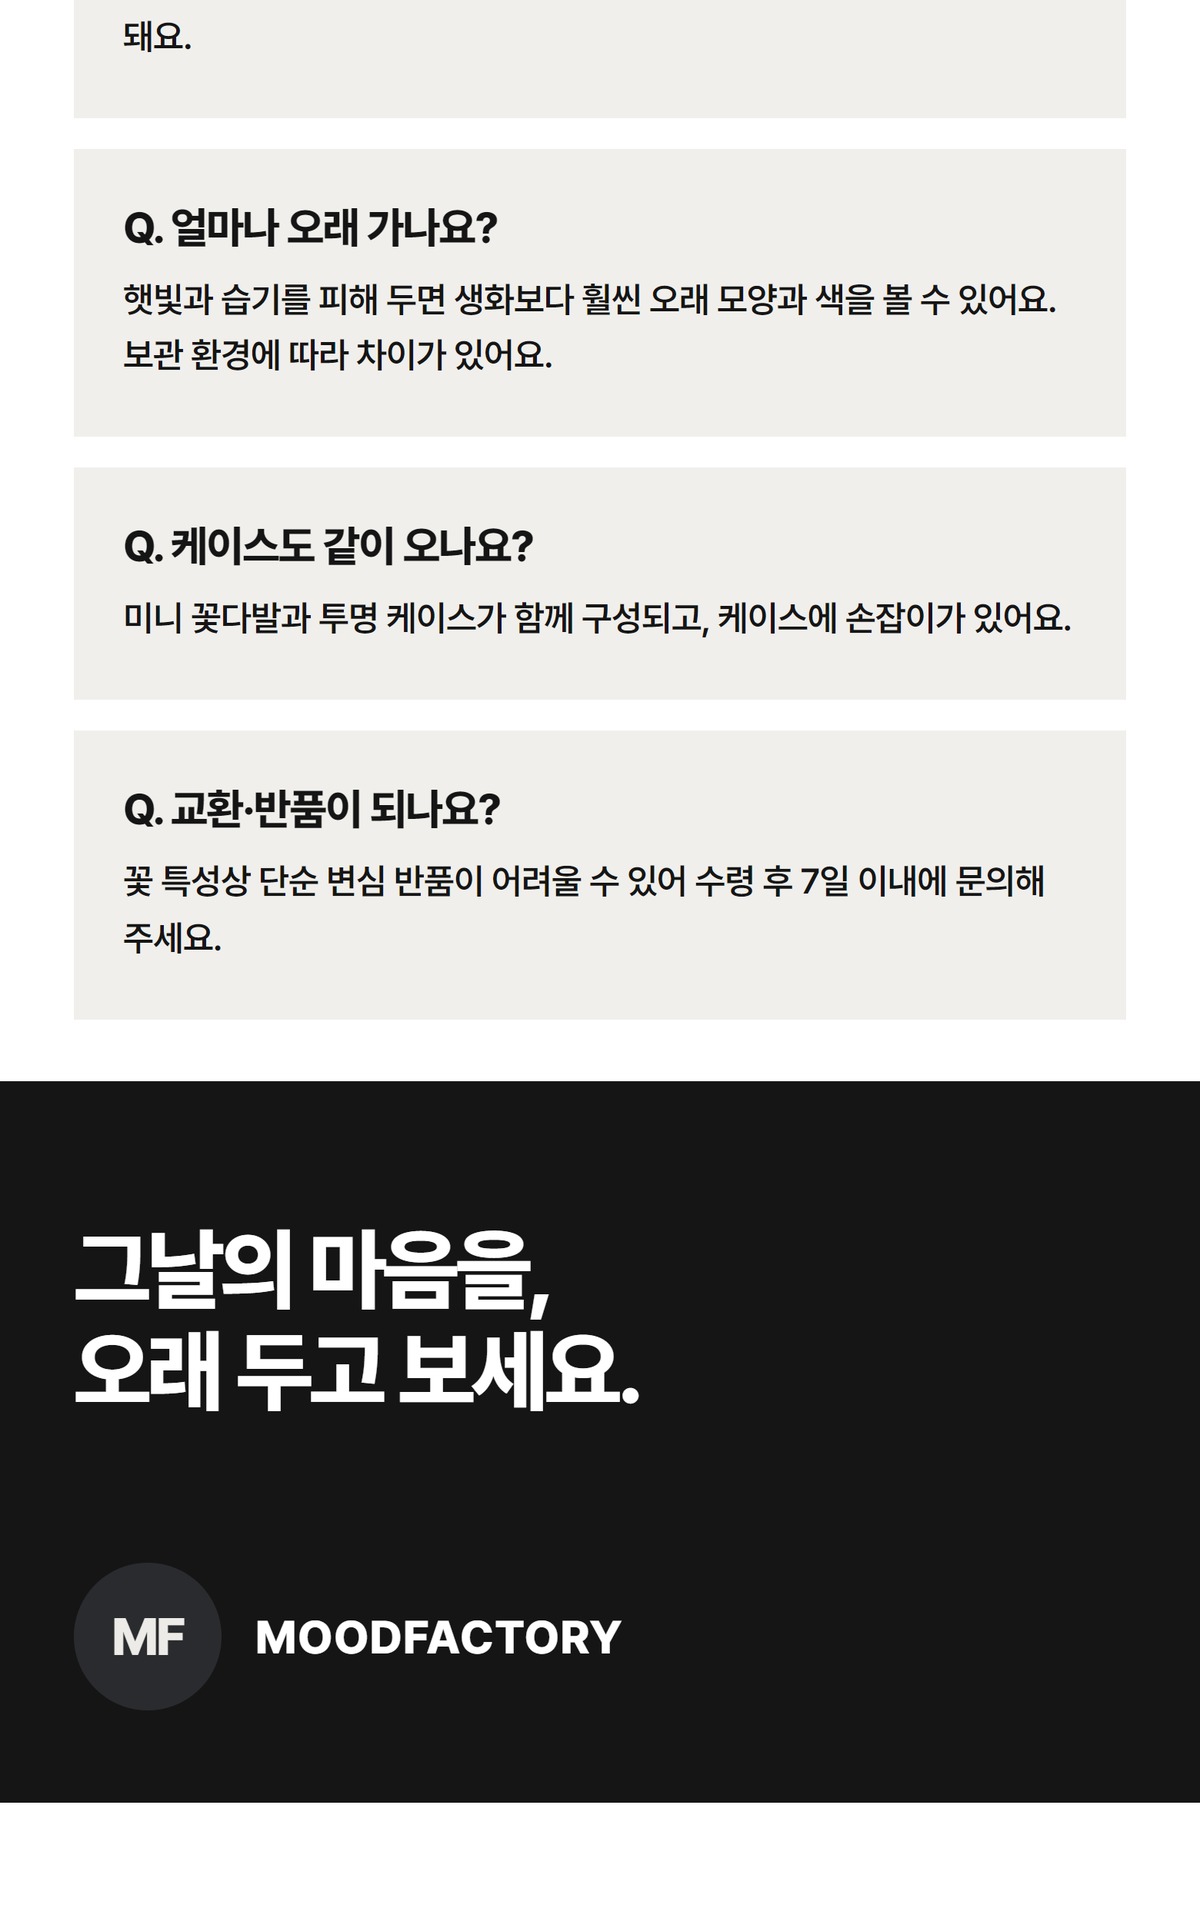 돼요.
Q. 얼마나 오래 가나요?
햇빛과 습기를 피해 두면 생화보다 훨씬 오래 모양과 색을 볼 수 있어요.
보관 환경에 따라 차이가 있어요.
Q. 케이스도 같이 오나요?
미니 꽃다발과 투명 케이스가 함께 구성되고, 케이스에 손잡이가 있어요.
Q. 교환·반품이 되나요?
꽃 특성상 단순 변심 반품이 어려울 수 있어 수령 후 7일 이내에 문의해
주세요.
그날의 마음을,
오래 두고 보세요.
MF MOODFACTORY